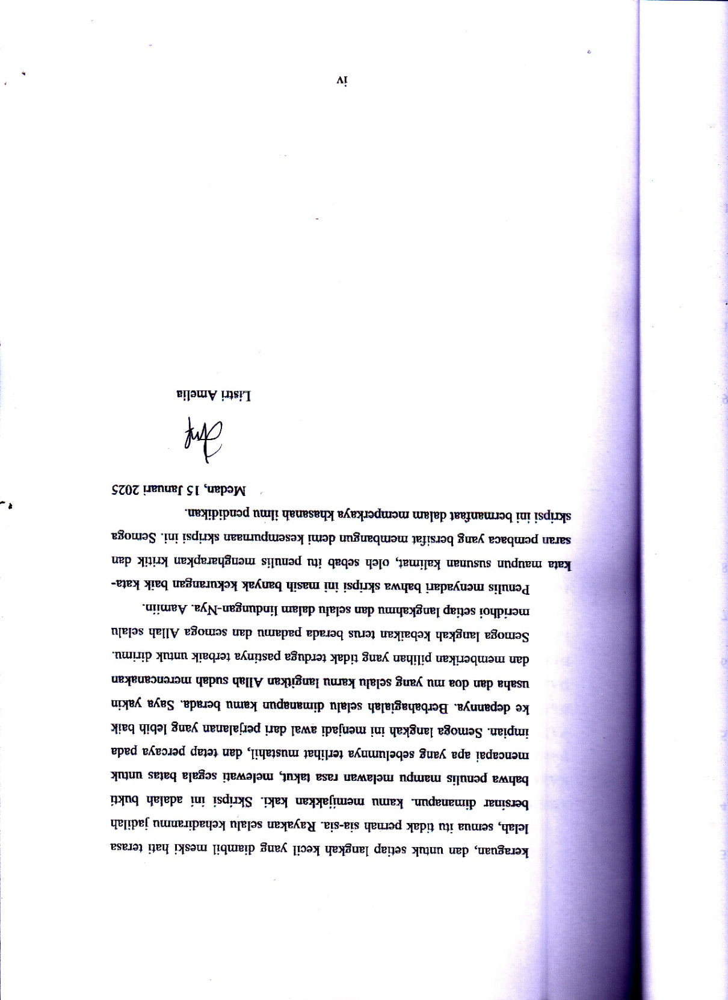 keraguan, dan untuk setiap langkah kecil yang diambil meski hati terasa
lelah, semua itu tidak pernah sia-sia. Rayakan selalu kehadiranmu jadilah
bersinar dimanapun. kamu memijakkan kaki. Skripsi ini adalah bukti
bahwa penulis mampu melawan rasa takut, melewati segala batas untuk
mencapai apa yang sebelumnya terlihat mustahil, dan tetap percaya pada
impian. Semoga langkah ini menjadi awal dari perjalanan yang lebih baik
ke depannya. Berbahagialah selalu dimanapun kamu berada. Saya yakin
usaha dan doa mu yang selalu kamu langitkan Allah sudah merencanakan
dan memberikan pilihan yang tidak terduga pastinya terbaik untuk dirimu.
Semoga langkah kebaikan terus berada padamu dan semoga Allah selalu
meridhoi setiap langkahmu dan selalu dalam lindungan-Nya. Aamiin.
Penulis menyadari bahwa skripsi ini masih banyak kekurangan baik kata-
kata maupun susunan kalimat, oleh sebab itu penulis mengharapkan kritik dan
saran pembaca yang bersifat membangun demi kesempurnaan skripsi ini. Semoga
skripsi ini bermanfaat dalam memperkaya khasanah ilmu pendidikan.
Medan, 15 Januari 2025
Listri Amelia
iv